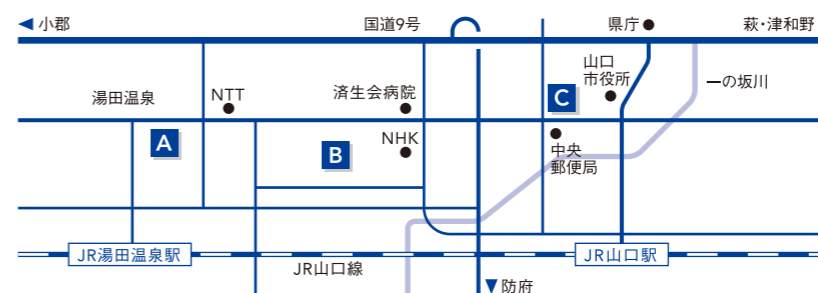 ◀ 小郡
国道9号
県庁
萩・津和野
山口
市役所
一の坂川
湯田温泉
NTT
済生会病院
C
A
B
NHK
中央
郵便局
JR湯田温泉駅
JR山口線
JR山口駅
▼防府